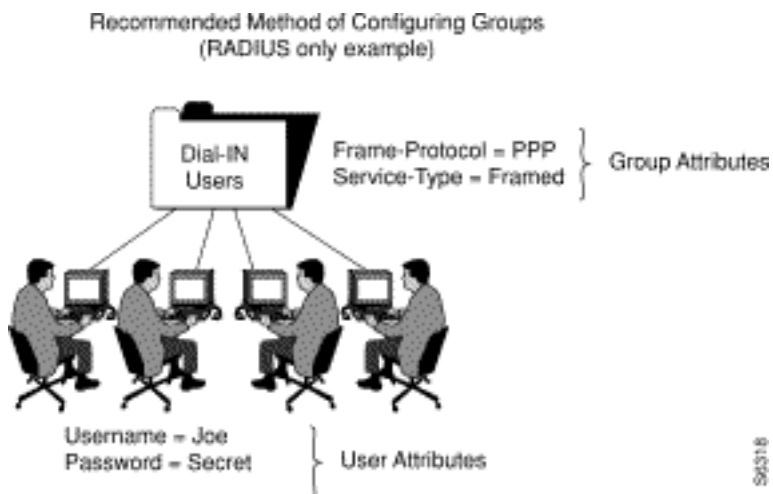 Recommended Method of Configuring Groups
(RADIUS only example)
Dial-IN
Users
Frame-Protocol = PPP
Service-Type = Framed
Group Attributes
Username = Joe
Password = Secret
User Attributes
S6318